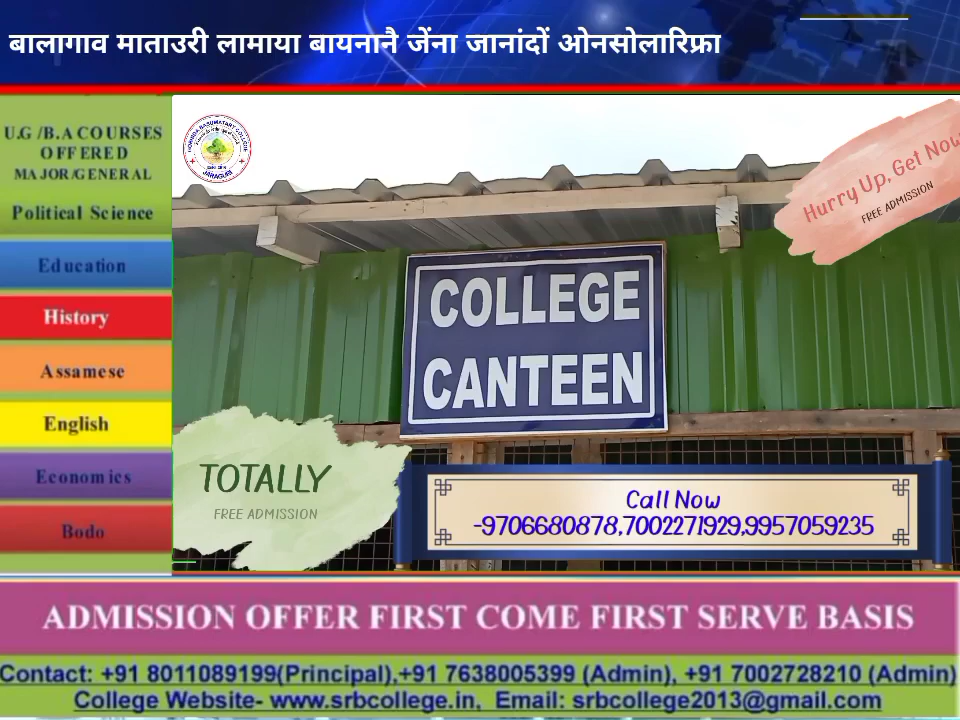 बालागाव माताउरी लामाया बायनानै जेंना जानांदों ओनसोलारिफ्रा
U.G /B.A COURSES
OFFERED
MAJOR/GENERAL
Political Science
Education
History
Assamese
English
Economics
Bodo
JARAGURI
Hurry Up, Get Now
FREE ADMISSION
COLLEGE
CANTEEN
TOTALLY
FREE ADMISSION
Call Now
-9706680878,7002271929,9957059235
ADMISSION OFFER FIRST COME FIRST SERVE BASIS
Contact: +91 8011089199(Principal),+91 7638005399 (Admin), +91 7002728210 (Admin)
College Website- www.srbcollege.in, Email: srbcollege2013@gmail.com